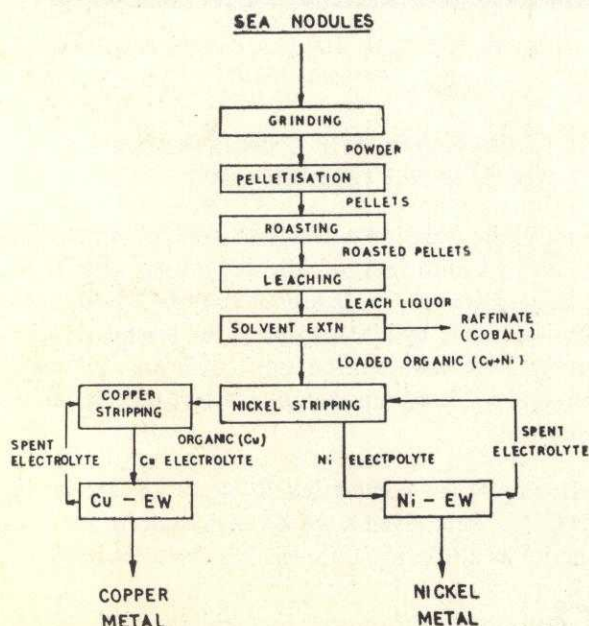 SEA NODULES
GRINDING
POWDER
PELLETISATION
PELLETS
ROASTING
ROASTED PELLETS
LEACHING
LEACH LIQUOR
SOLVENT EXTN
RAFFINATE
(COBALT)
LOADED ORGANIC (Cu+Ni)
COPPER
STRIPPING
NICKEL STRIPPING
ORGANIC (Cu)
SPENT
ELECTROLYTE
Cu ELECTROLYTE
Ni ELECTPOLYTE
SPENT
ELECTROLYTE
Cu - EW
Ni - EW
COPPER
METAL
NICKEL
METAL